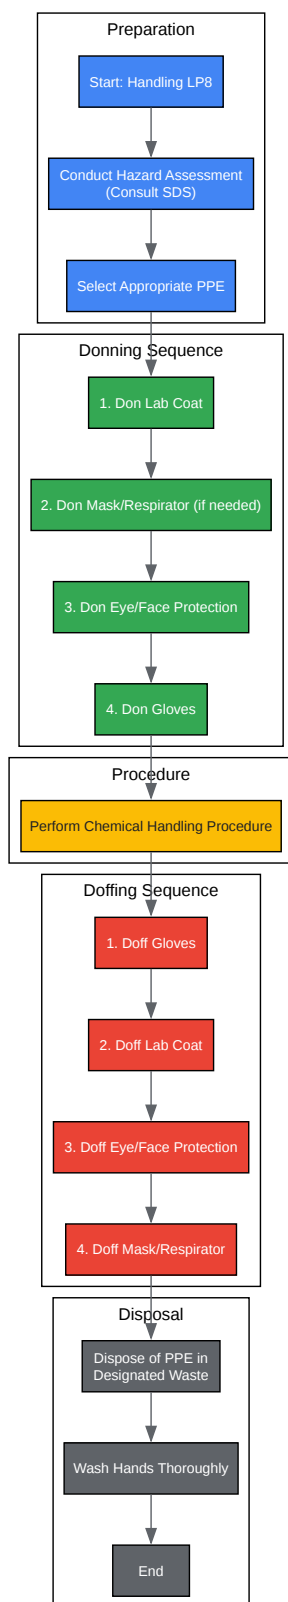 Preparation
Start: Handling LP8
Conduct Hazard Assessment
(Consult SDS)
Select Appropriate PPE
Donning Sequence
1. Don Lab Coat
2. Don Mask/Respirator (if needed)
3. Don Eye/Face Protection
4. Don Gloves
Procedure
Perform Chemical Handling Procedure
Doffing Sequence
1. Doff Gloves
2. Doff Lab Coat
3. Doff Eye/Face Protection
4. Doff Mask/Respirator
Disposal
Dispose of PPE in
Designated Waste
Wash Hands Thoroughly
End